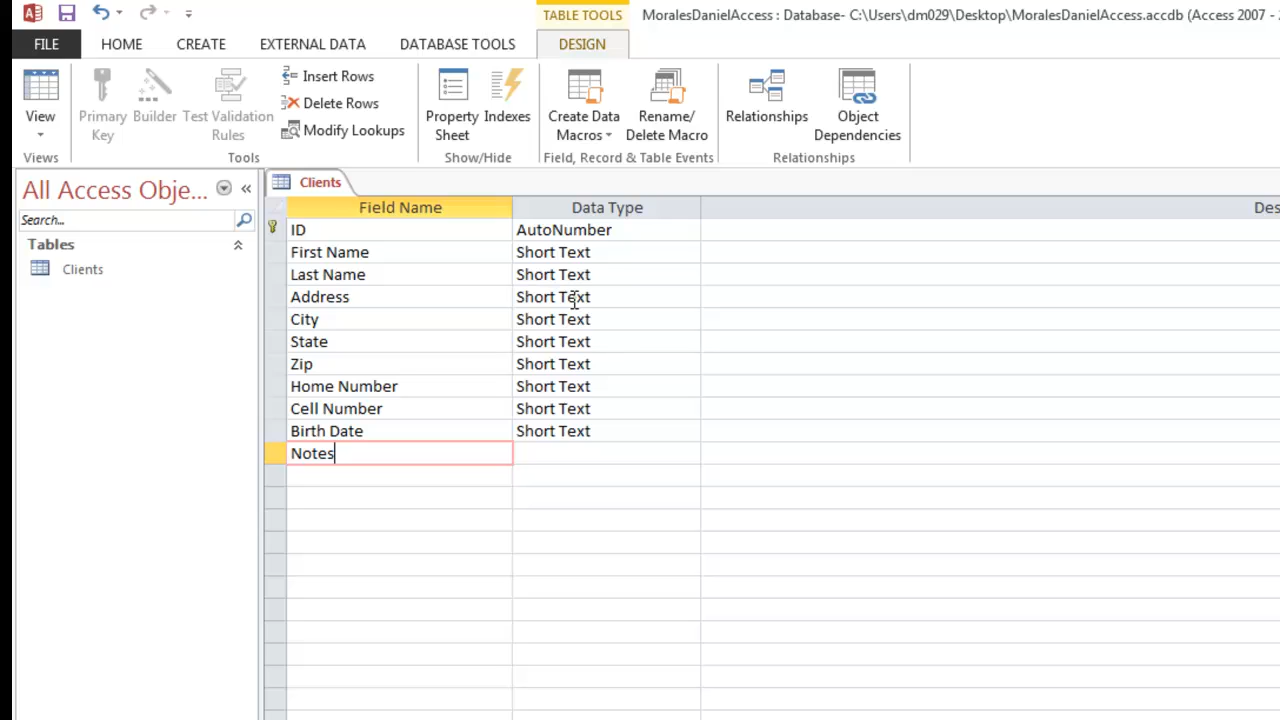 TABLE TOOLS
MoralesDanielAccess : Database- C:\Users\dm029\Desktop\MoralesDanielAccess.accdb (Access 2007 -
FILE
HOME
CREATE
EXTERNAL DATA
DATABASE TOOLS
DESIGN
View
Primary Key
Builder
Test Validation Rules
Insert Rows
Delete Rows
Modify Lookups
Property Sheet
Indexes
Create Data Macros
Rename/ Delete Macro
Relationships
Object Dependencies
Views
Tools
Show/Hide
Field, Record & Table Events
Relationships
All Access Obje...
Search...
Tables
Clients
Clients
Field Name Data Type Des
ID AutoNumber
First Name Short Text
Last Name Short Text
Address Short Text
City Short Text
State Short Text
Zip Short Text
Home Number Short Text
Cell Number Short Text
Birth Date Short Text
Notes